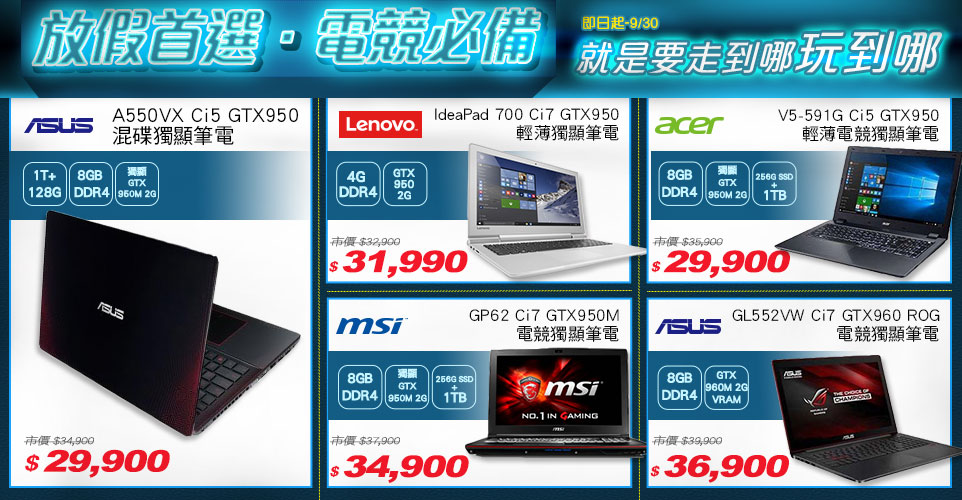 放假首選・電競必備
即日起-9/30
就是要走到哪玩到哪
ASUS
A550VX Ci5 GTX950
混碟獨顯筆電
1T+
128G
8GB
DDR4
獨顯
GTX
950M 2G
ASUS
市價 $34,900
$ 29,900
Lenovo
IdeaPad 700 Ci7 GTX950
輕薄獨顯筆電
4G
DDR4
GTX
950
2G
市價 $32,900
$ 31,990
acer
V5-591G Ci5 GTX950
輕薄電競獨顯筆電
8GB
DDR4
獨顯
GTX
950M 2G
256G SSD
+
1TB
市價 $35,900
$ 29,900
msi
GP62 Ci7 GTX950M
電競獨顯筆電
8GB
DDR4
獨顯
GTX
950M 2G
256G SSD
+
1TB
msi
NO.1 IN GAMING
msi
市價 $37,900
$ 34,900
ASUS
GL552VW Ci7 GTX960 ROG
電競獨顯筆電
8GB
DDR4
GTX
960M 2G
VRAM
ASUS
REPUBLIC OF
GAMERS
THE CHOICE OF
CHAMPIONS
ASUS
市價 $39,900
$ 36,900